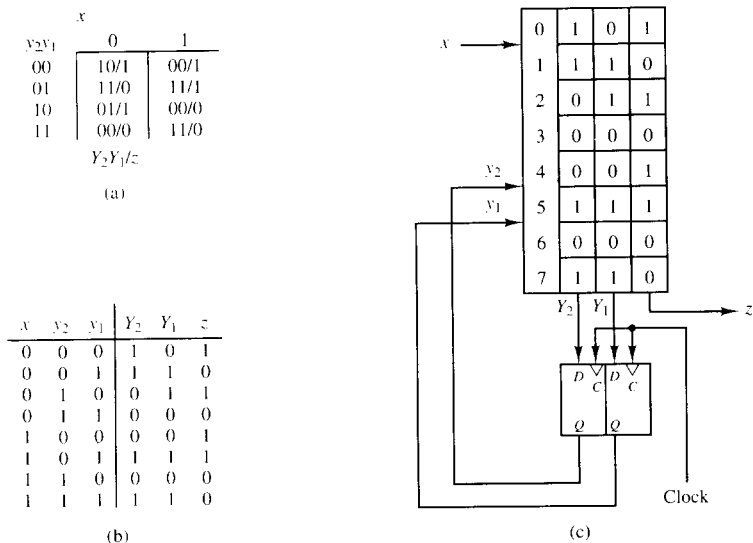 x
y₂y₁ 0 1
00 10/1 00/1
01 11/0 11/1
10 01/1 00/0
11 00/0 11/0
Y₂Y₁/z
(a)
x y₂ y₁ Y₂ Y₁ z
0 0 0 1 0 1
0 0 1 1 1 0
0 1 0 0 1 1
0 1 1 0 0 0
1 0 0 0 0 1
1 0 1 1 1 1
1 1 0 0 0 0
1 1 1 1 1 0
(b)
x
y₂
y₁
0 1 0 1
1 1 1 0
2 0 1 1
3 0 0 0
4 0 0 1
5 1 1 1
6 0 0 0
7 1 1 0
Y₂ Y₁
z
D C D C
Q Q
Clock
(c)